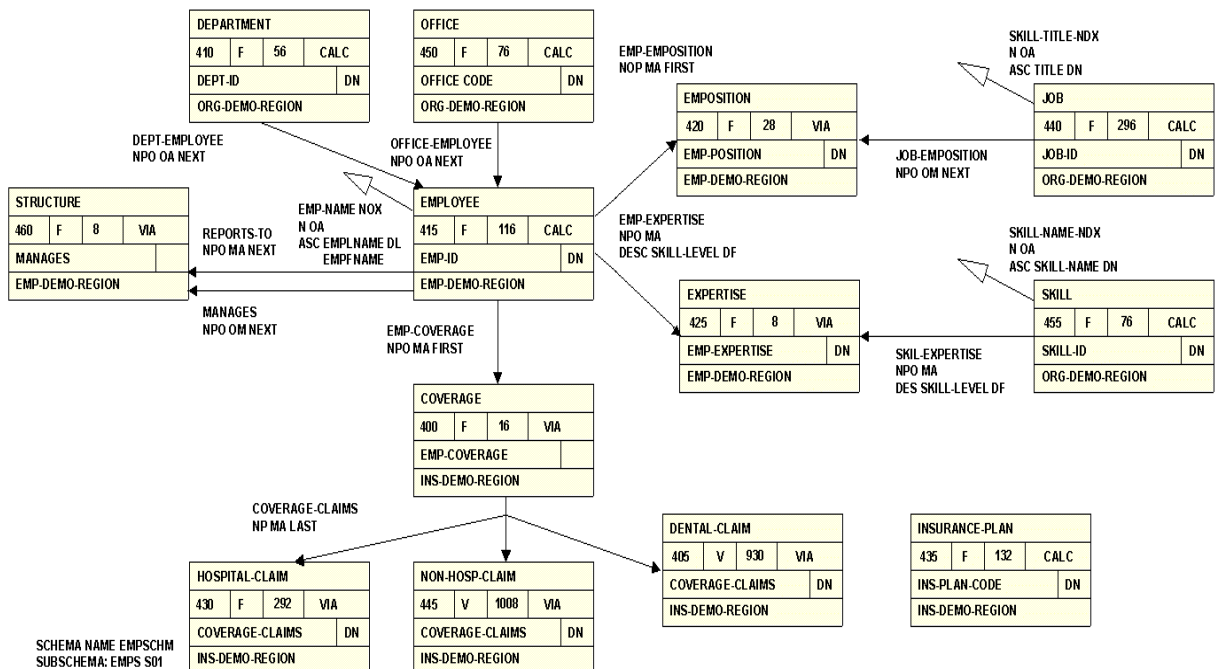 DEPARTMENT
410 F 56 CALC
DEPT-ID DN
ORG-DEMO-REGION
OFFICE
450 F 76 CALC
OFFICE CODE DN
ORG-DEMO-REGION
EMP-EMPOSITION
NOP MA FIRST
SKILL-TITLE-NDX
N OA
ASC TITLE DN
EMPOSITION
420 F 28 VIA
EMP-POSITION DN
EMP-DEMO-REGION
JOB
440 F 296 CALC
JOB-ID DN
ORG-DEMO-REGION
JOB-EMPOSITION
NPO OM NEXT
DEPT-EMPLOYEE
NPO OA NEXT
OFFICE-EMPLOYEE
NPO OA NEXT
STRUCTURE
460 F 8 VIA
MANAGES
EMP-DEMO-REGION
REPORTS-TO
NPO MA NEXT
EMP-NAME NOX
N OA
ASC EMPLNAME DL
EMPFNAME
EMPLOYEE
415 F 116 CALC
EMP-ID DN
EMP-DEMO-REGION
EMP-EXPERTISE
NPO MA
DESC SKILL-LEVEL DF
SKILL-NAME-NDX
N OA
ASC SKILL-NAME DN
MANAGES
NPO OM NEXT
EMP-COVERAGE
NPO MA FIRST
EXPERTISE
425 F 8 VIA
EMP-EXPERTISE DN
EMP-DEMO-REGION
SKILL
455 F 76 CALC
SKILL-ID DN
ORG-DEMO-REGION
SKIL-EXPERTISE
NPO MA
DES SKILL-LEVEL DF
COVERAGE
400 F 16 VIA
EMP-COVERAGE
INS-DEMO-REGION
COVERAGE-CLAIMS
NP MA LAST
DENTAL-CLAIM
405 V 930 VIA
COVERAGE-CLAIMS DN
INS-DEMO-REGION
INSURANCE-PLAN
435 F 132 CALC
INS-PLAN-CODE DN
INS-DEMO-REGION
HOSPITAL-CLAIM
430 F 292 VIA
COVERAGE-CLAIMS DN
INS-DEMO-REGION
NON-HOSP-CLAIM
445 V 1008 VIA
COVERAGE-CLAIMS DN
INS-DEMO-REGION
SCHEMA NAME EMPSCHM
SUBSCHEMA: EMPS S01